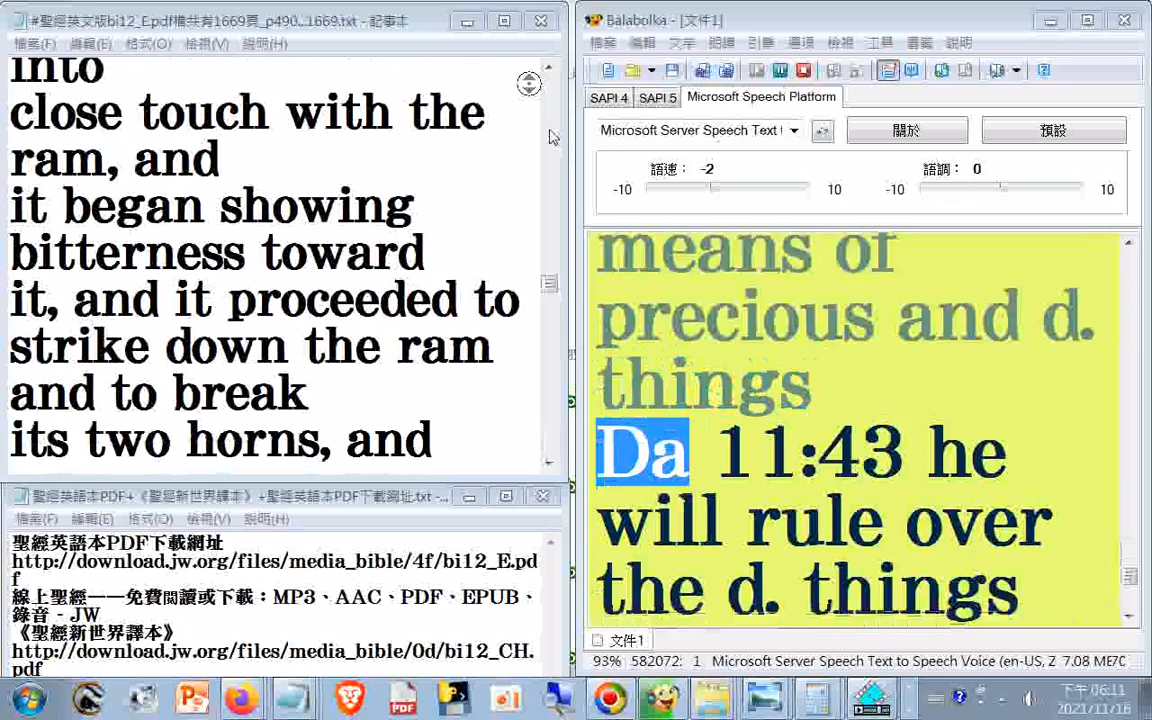 #聖經英文版bi12_E.pdf檔共有1669頁_p490...1669.txt - 記事本
檔案(F) 編輯(E) 格式(O) 檢視(V) 說明(H)
into
close touch with the
ram, and
it began showing
bitterness toward
it, and it proceeded to
strike down the ram
and to break
its two horns, and
聖經英語本PDF+《聖經新世界譯本》+聖經英語本PDF下載網址.txt - ...
檔案(F) 編輯(E) 格式(O) 檢視(V) 說明(H)
聖經英語本PDF下載網址
http://download.jw.org/files/media_bible/4f/bi12_E.pd
f
線上聖經——免費閱讀或下載：MP3、AAC、PDF、EPUB、
錄音 - JW
《聖經新世界譯本》
http://download.jw.org/files/media_bible/0d/bi12_CH.
pdf
Balabolka - [文件1]
檔案 編輯 文字 朗讀 引擎 選項 檢視 工具 書籤 說明
SAPI 4 SAPI 5 Microsoft Speech Platform
Microsoft Server Speech Text 關於 預設
語速： -2 語調： 0
-10 10 -10 10
means of
precious and d.
things
Da 11:43 he
will rule over
the d. things
文件1
93% 582072: 1 Microsoft Server Speech Text to Speech Voice (en-US, Z 7.08 МБ
下午 06:11
2021/11/16